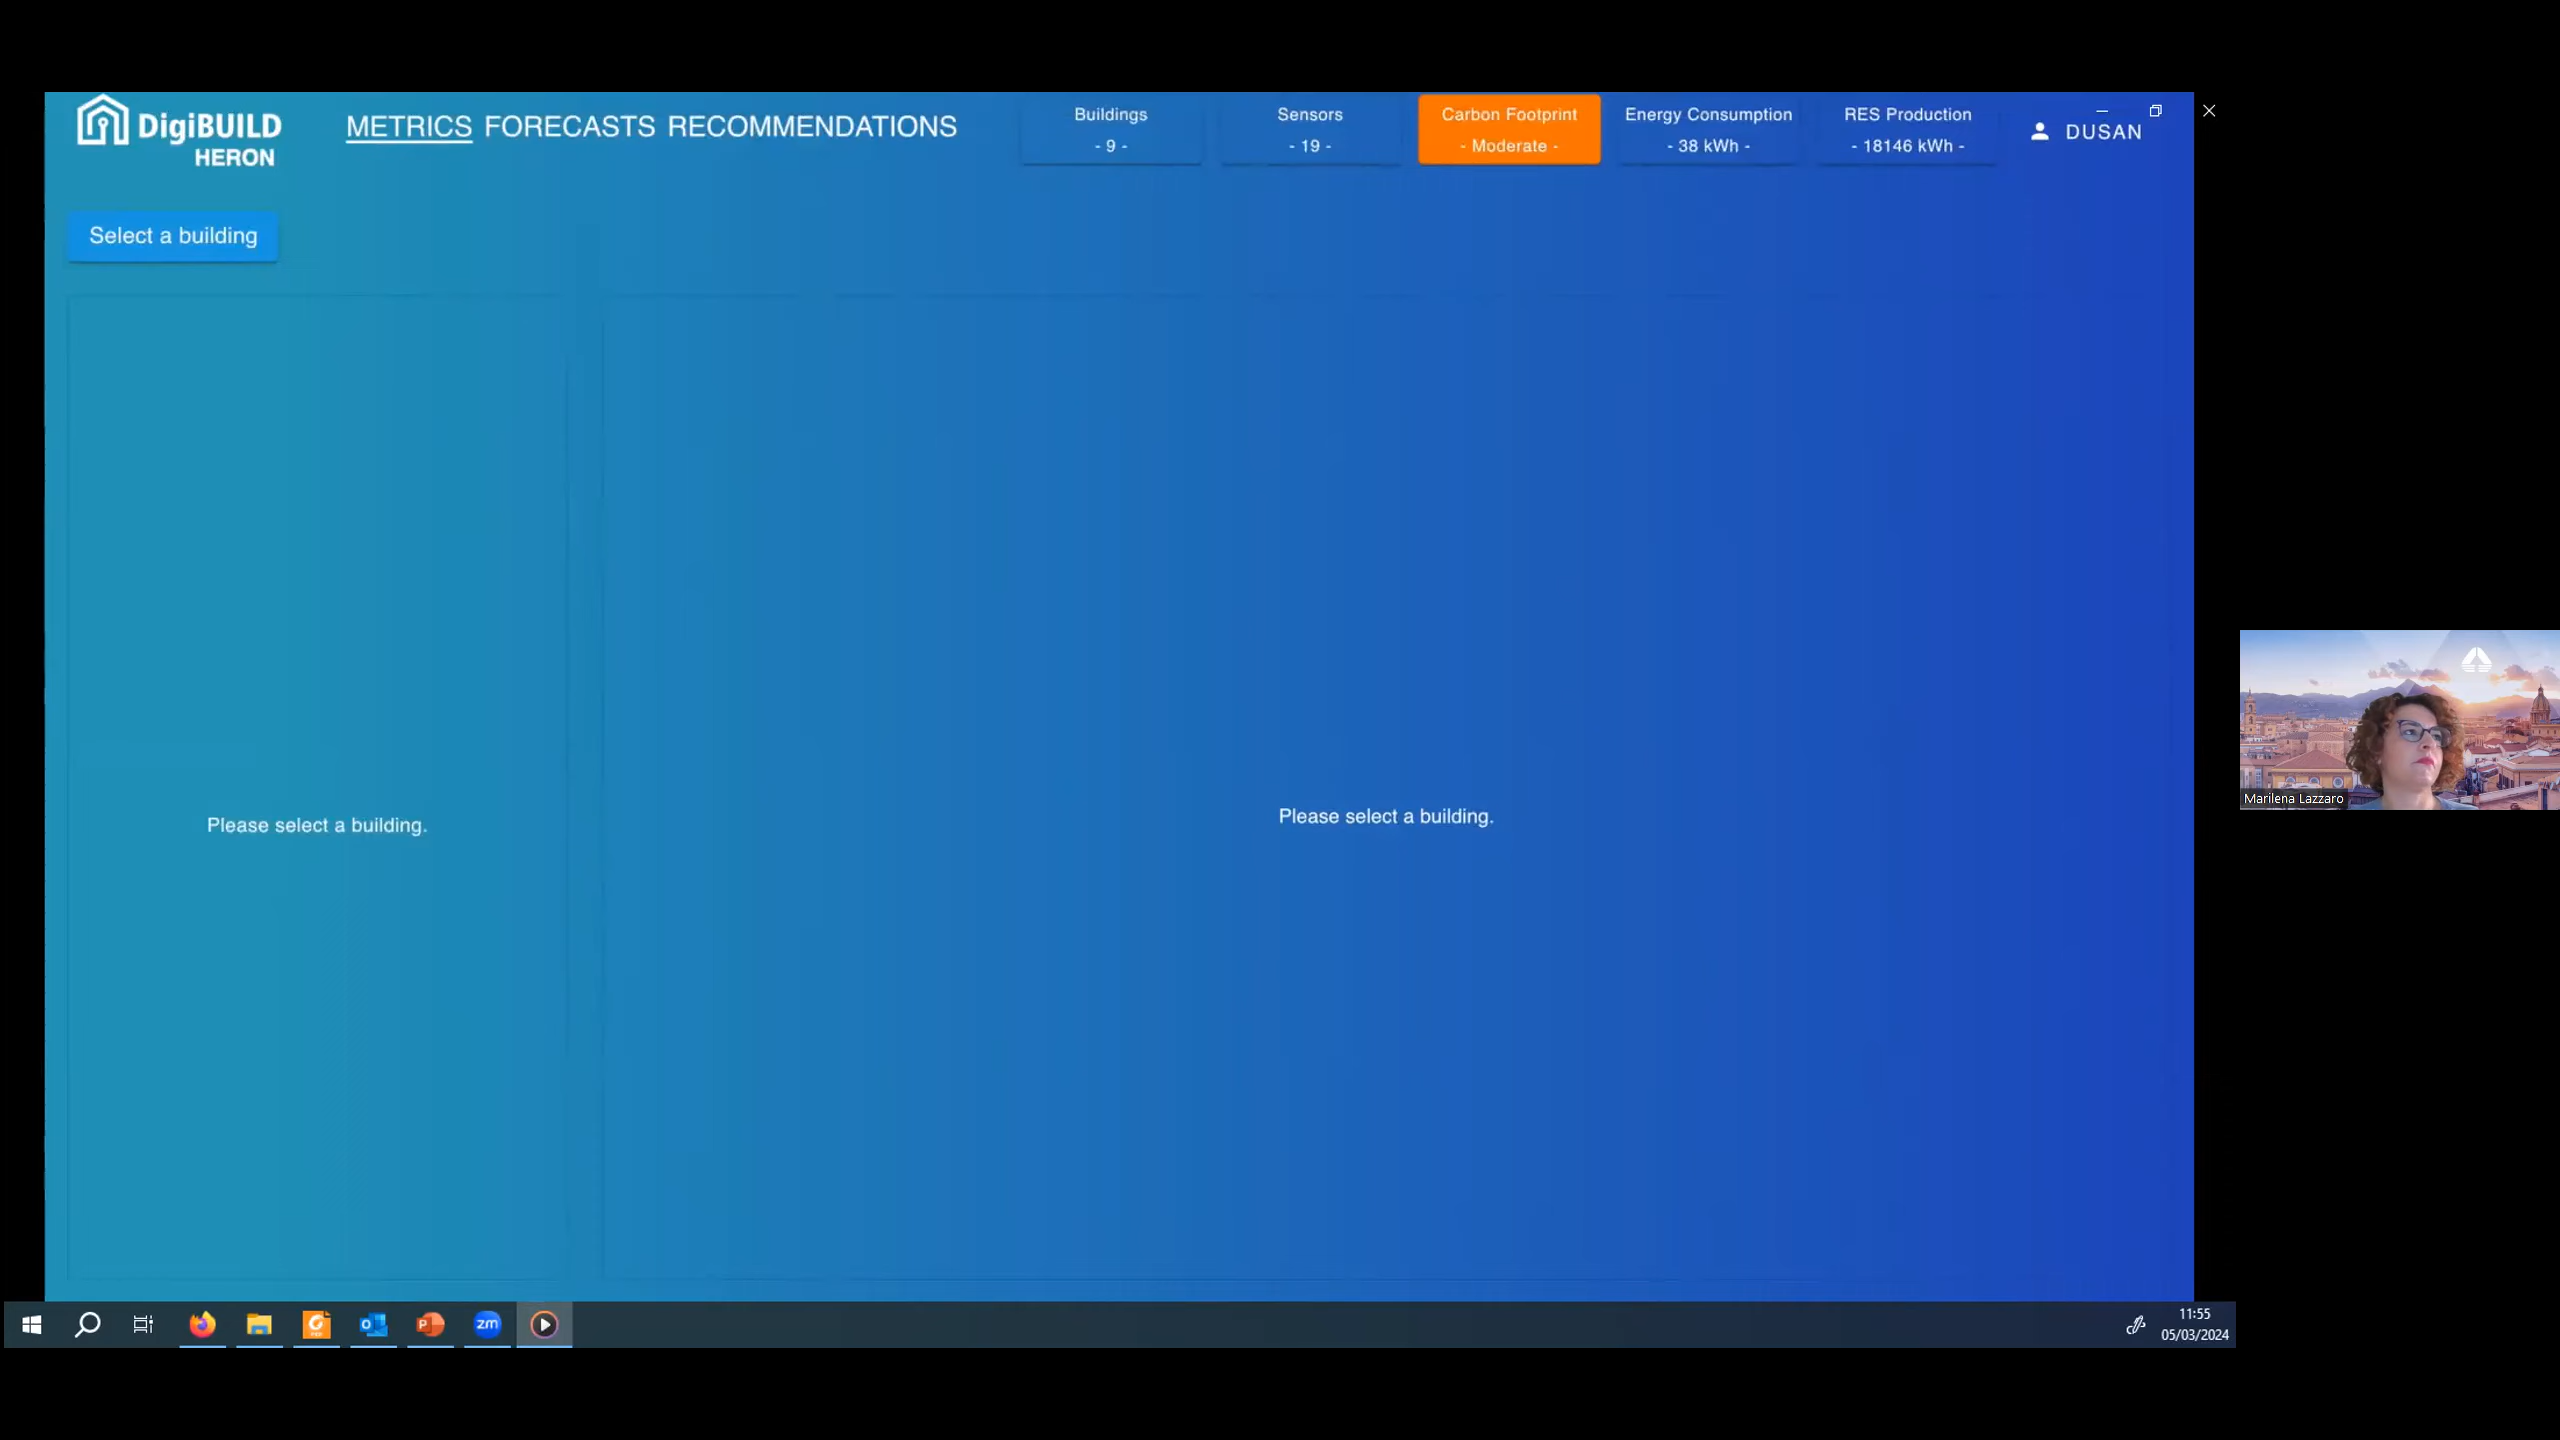 DigiBUILD
HERON
METRICS FORECASTS RECOMMENDATIONS
Buildings
- 9 -
Sensors
- 19 -
Carbon Footprint
- Moderate -
Energy Consumption
- 38 kWh -
RES Production
- 18146 kWh -
DUSAN
Select a building
Please select a building.
Please select a building.
Marilena Lazzaro
zm
11:55
05/03/2024